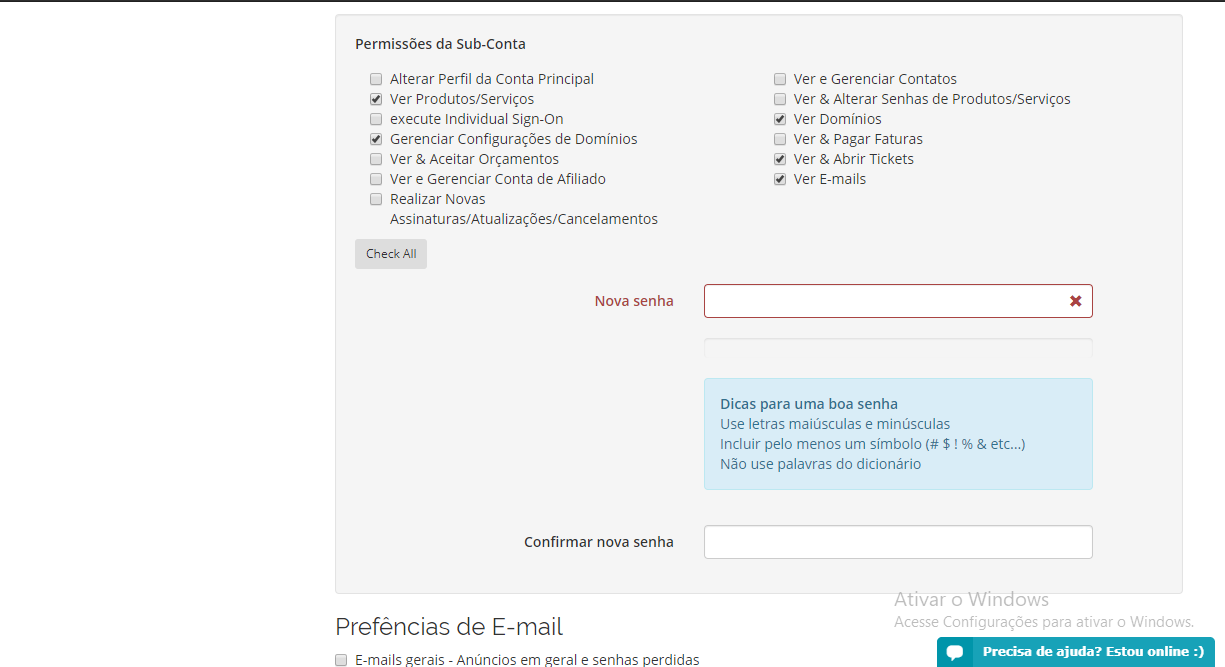 Permissões da Sub-Conta
Alterar Perfil da Conta Principal
Ver Produtos/Serviços
execute Individual Sign-On
Gerenciar Configurações de Domínios
Ver & Aceitar Orçamentos
Ver e Gerenciar Conta de Afiliado
Realizar Novas
Assinaturas/Atualizações/Cancelamentos
Ver e Gerenciar Contatos
Ver & Alterar Senhas de Produtos/Serviços
Ver Domínios
Ver & Pagar Faturas
Ver & Abrir Tickets
Ver E-mails
Check All
Nova senha
Dicas para uma boa senha
Use letras maiúsculas e minúsculas
Incluir pelo menos um símbolo (# $ ! % & etc...)
Não use palavras do dicionário
Confirmar nova senha
Prefências de E-mail
E-mails gerais - Anúncios em geral e senhas perdidas
Ativar o Windows
Acesse Configurações para ativar o Windows.
Precisa de ajuda? Estou online :)